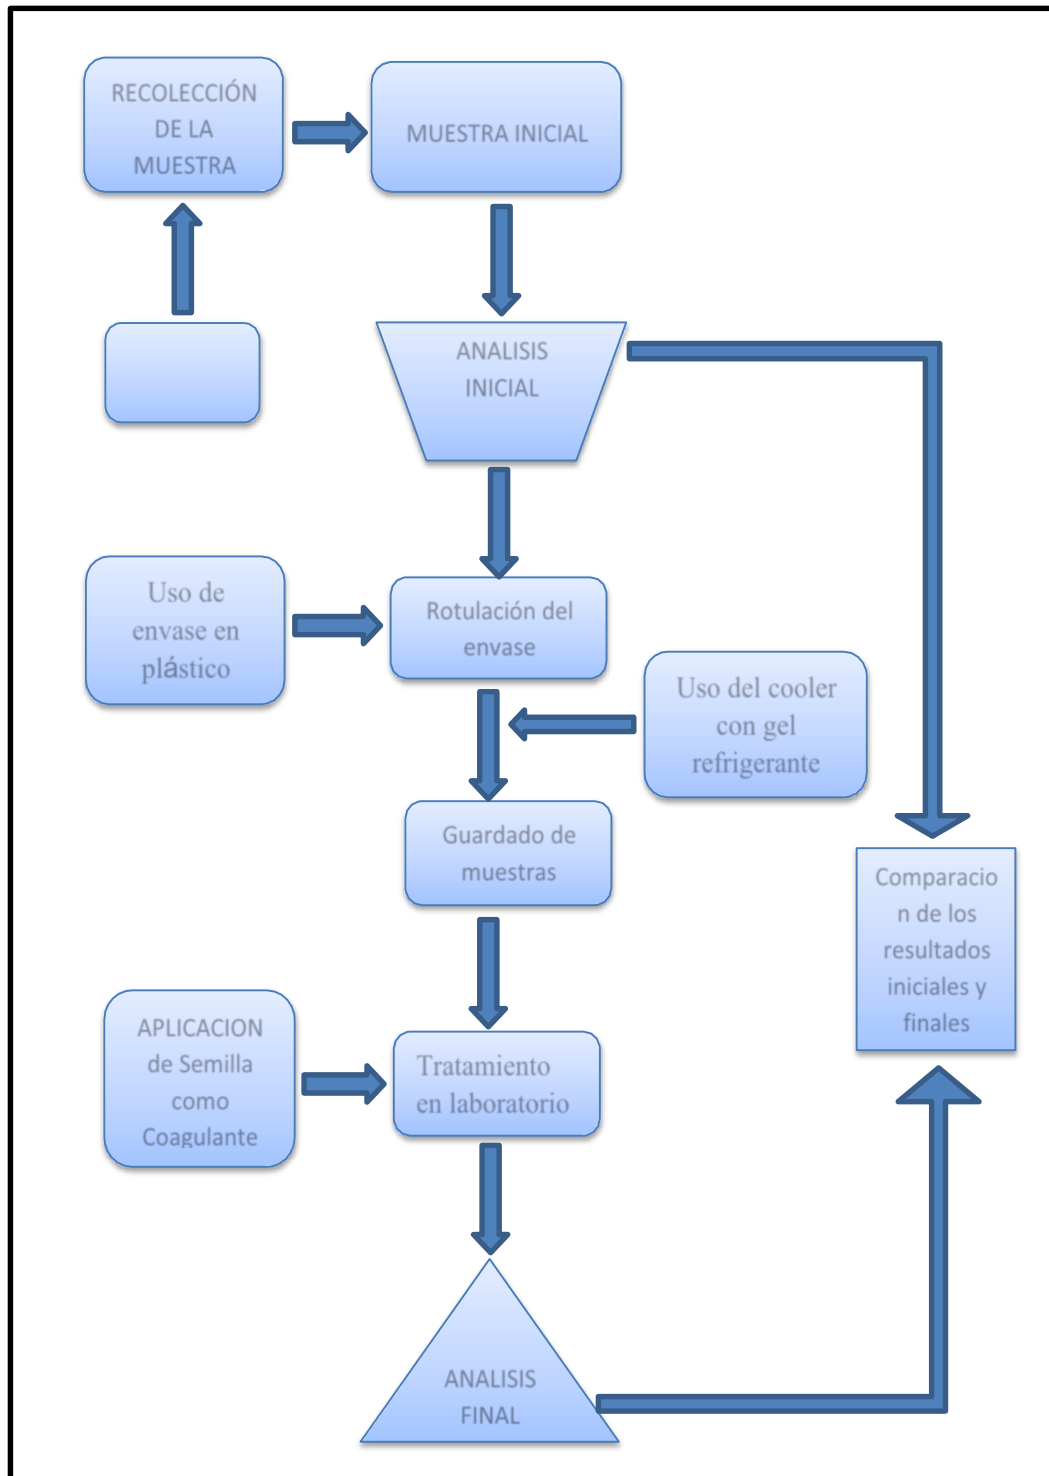 RECOLECCIÓN
DE LA
MUESTRA
MUESTRA INICIAL
ANALISIS
INICIAL
Uso de
envase en
plástico
Rotulación del
envase
Uso del cooler
con gel
refrigerante
Guardado de
muestras
Comparacio
n de los
resultados
iniciales y
finales
APLICACION
de Semilla
como
Coagulante
Tratamiento
en laboratorio
ANALISIS
FINAL